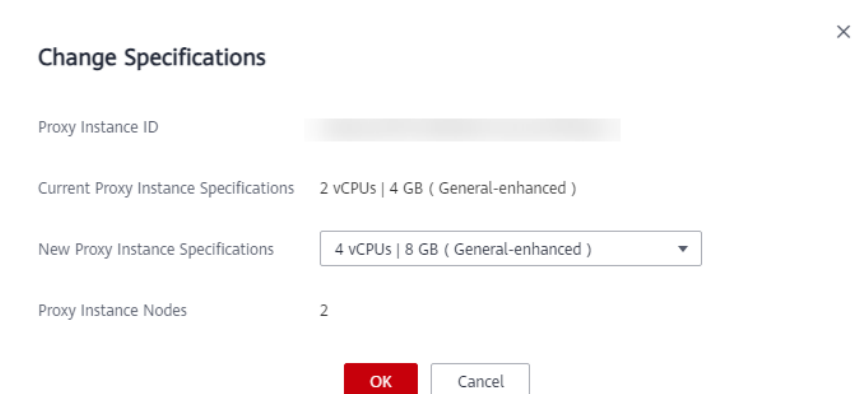 Change Specifications
Proxy Instance ID
Current Proxy Instance Specifications 2 vCPUs | 4 GB ( General-enhanced )
New Proxy Instance Specifications 4 vCPUs | 8 GB ( General-enhanced )
Proxy Instance Nodes 2
OK Cancel